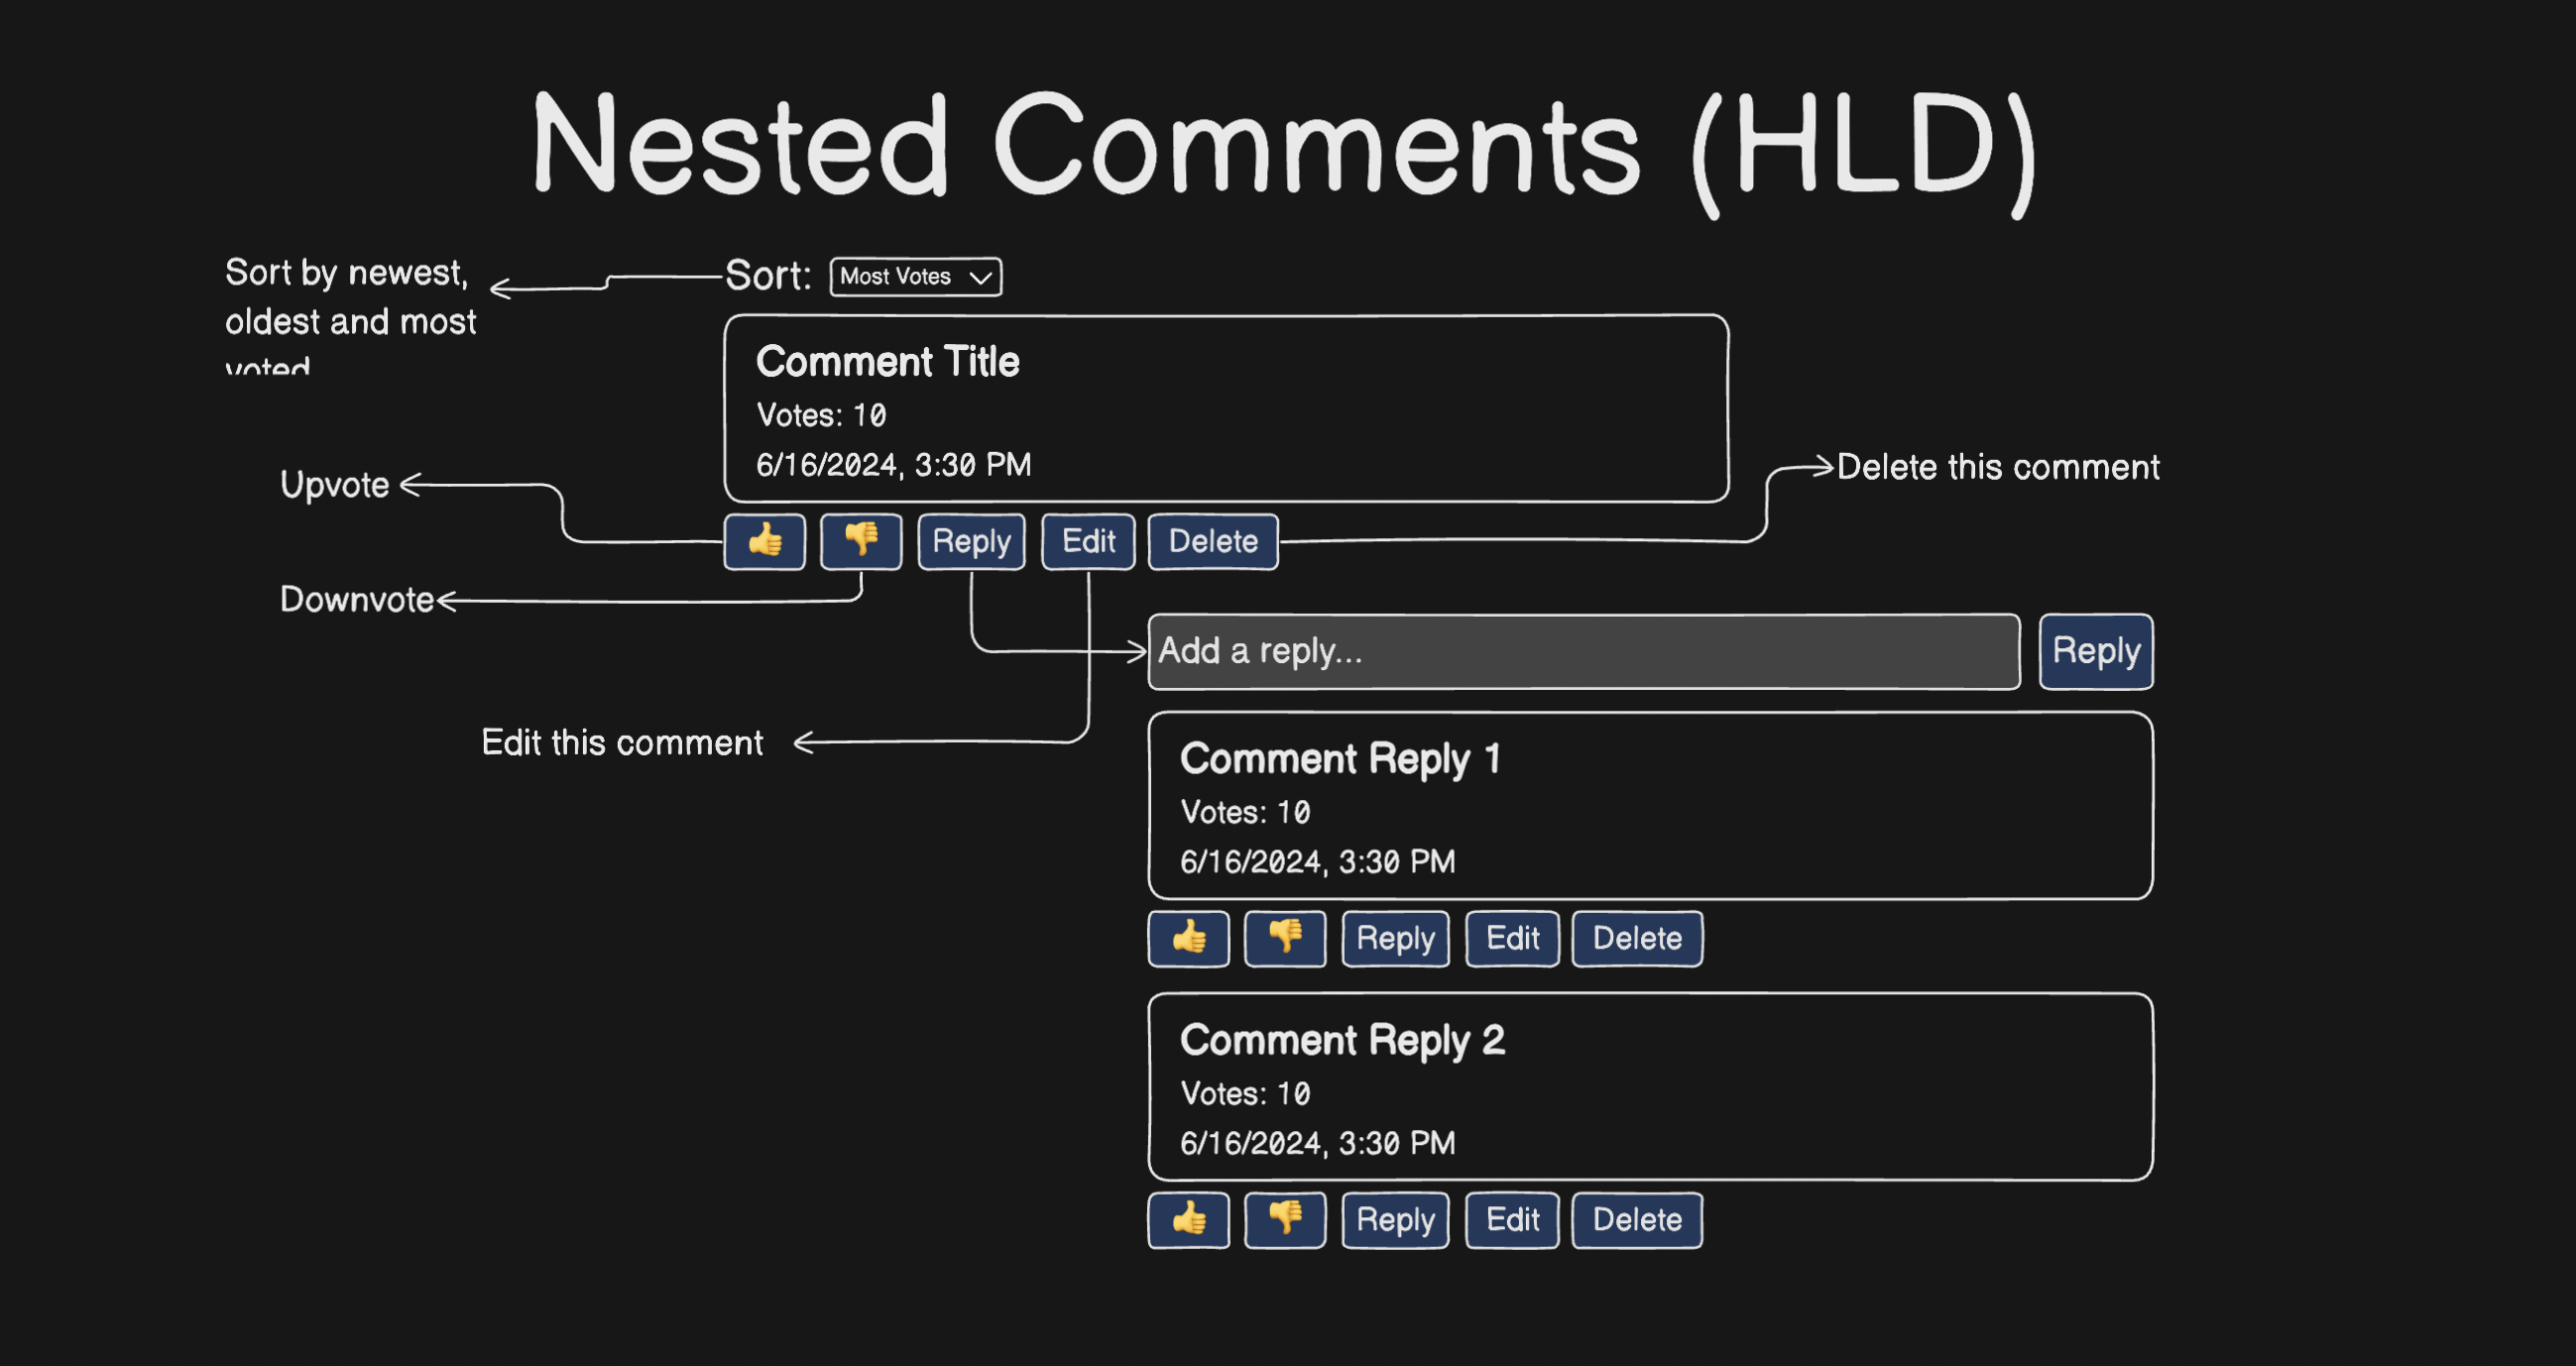 Nested Comments (HLD)
Sort by newest,
oldest and most
voted
Sort: Most Votes
Comment Title
Votes: 10
6/16/2024, 3:30 PM
Upvote
Delete this comment
👍 👎 Reply Edit Delete
Downvote
Add a reply... Reply
Edit this comment
Comment Reply 1
Votes: 10
6/16/2024, 3:30 PM
👍 👎 Reply Edit Delete
Comment Reply 2
Votes: 10
6/16/2024, 3:30 PM
👍 👎 Reply Edit Delete